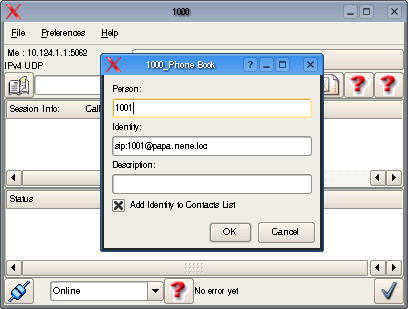 1000
File Preferences Help
Me : 10.124.1.1:5062
IPv4 UDP
Session Info:
Status
1000_Phone Book
Person:
1001
Identity:
sip:1001@papa.nene.loc
Description:
Add Identity to Contacts List
OK Cancel
Online
No error yet